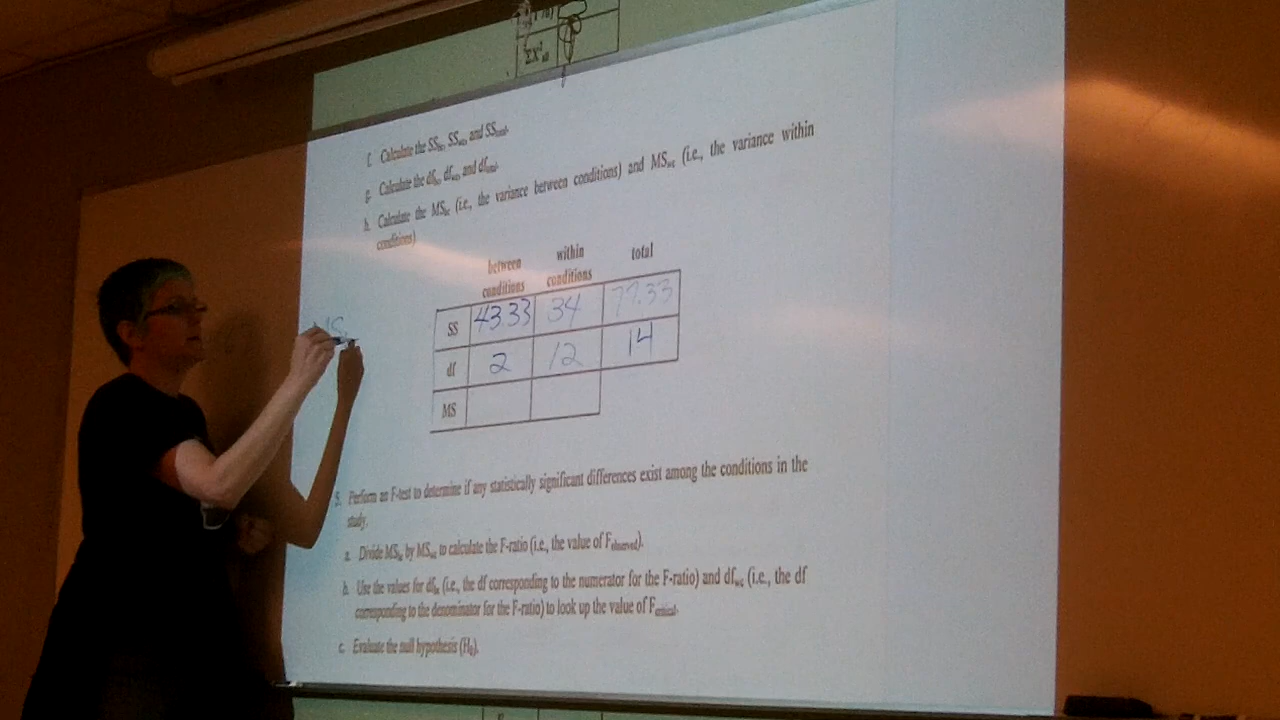 ΣX²
f. Calculate the SSbc, SSwc, and SStotal.
g. Calculate the dfbc, dfwc, and dftotal.
h. Calculate the MSbc (i.e., the variance between conditions) and MSwc (i.e., the variance within
conditions)
between conditions within conditions total
SS 43.33 34 77.33
df 2 12 14
MS
MS
5. Perform an F-test to determine if any statistically significant differences exist among the conditions in the
study.
a. Divide MSbc by MSwc to calculate the F-ratio (i.e., the value of Fobserved).
b. Use the values for dfbc (i.e., the df corresponding to the numerator for the F-ratio) and dfwc (i.e., the df
corresponding to the denominator for the F-ratio) to look up the value of Fcritical.
c. Evaluate the null hypothesis (H0).